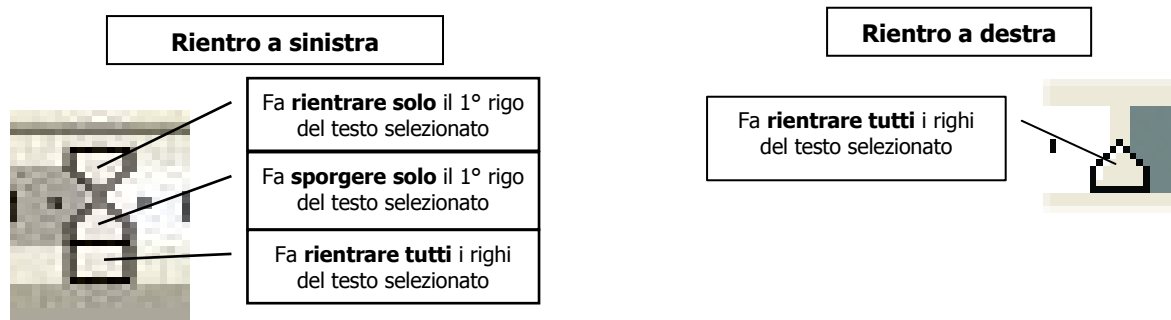 Rientro a sinistra
Fa rientrare solo il 1° rigo
del testo selezionato
Fa sporgere solo il 1° rigo
del testo selezionato
Fa rientrare tutti i righi
del testo selezionato
Rientro a destra
Fa rientrare tutti i righi
del testo selezionato